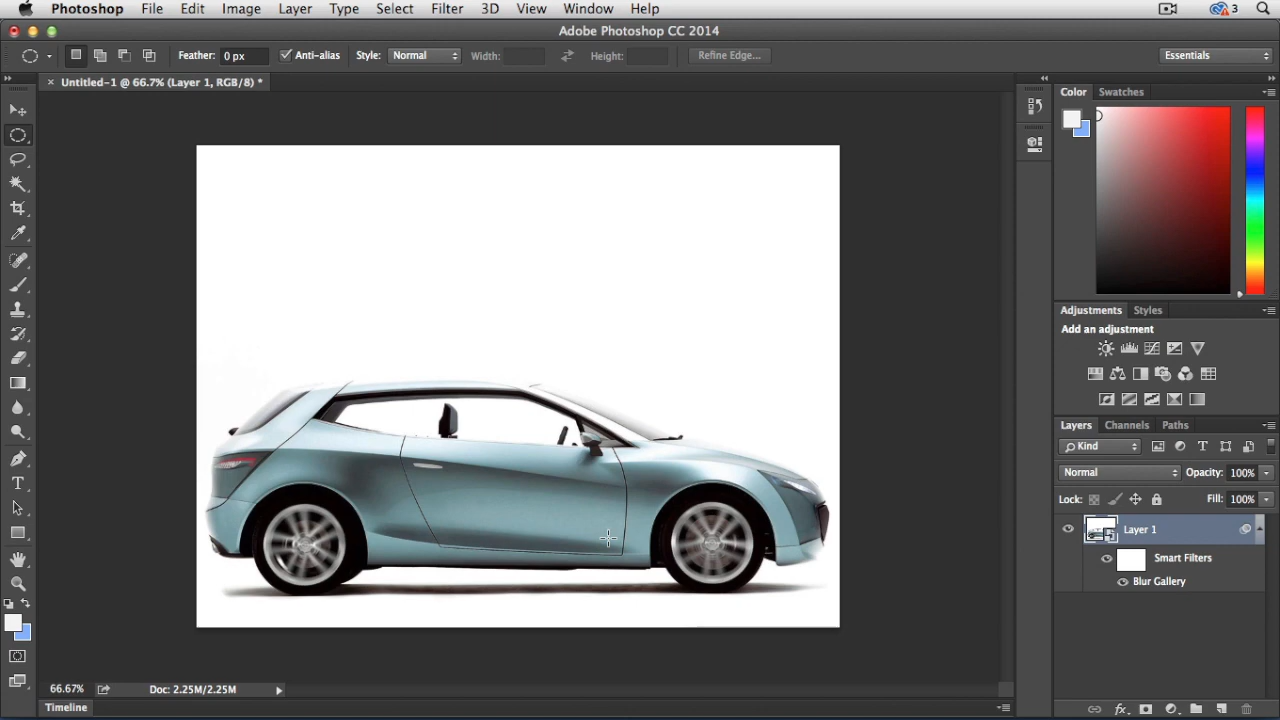 Photoshop File Edit Image Layer Type Select Filter 3D View Window Help 3
Adobe Photoshop CC 2014
Feather: 0 px Anti-alias Style: Normal Width: Height: Refine Edge... Essentials
× Untitled-1 @ 66.7% (Layer 1, RGB/8) *
Color Swatches
Adjustments Styles
Add an adjustment
Layers Channels Paths
Kind
Normal Opacity: 100%
Lock: Fill: 100%
Layer 1
Smart Filters
Blur Gallery
66.67% Doc: 2.25M/2.25M
Timeline